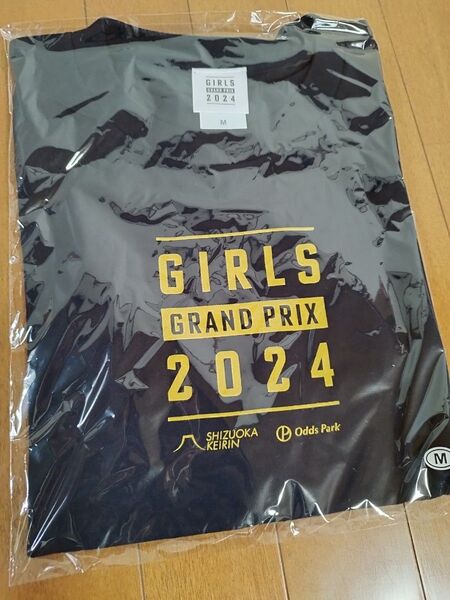 GIRLS
GRAND PRIX
2024
M
GIRLS
GRAND PRIX
2024
SHIZUOKA
KEIRIN
Odds Park
M